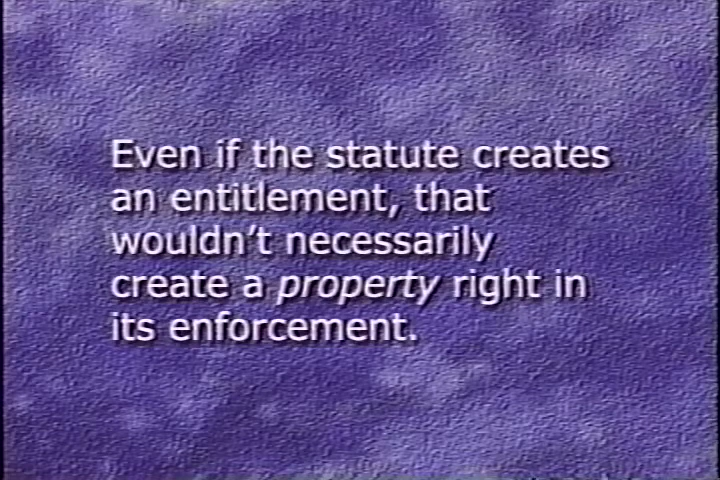 Even if the statute creates
an entitlement, that
wouldn't necessarily
create a property right in
its enforcement.